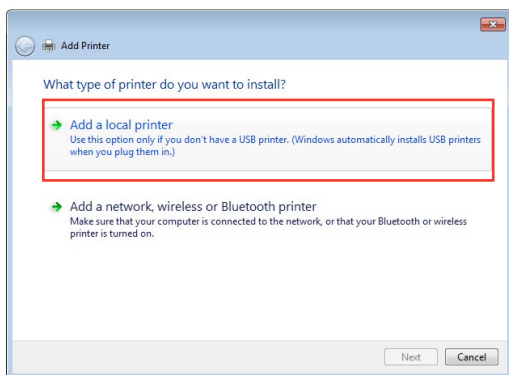 Add Printer
What type of printer do you want to install?
Add a local printer
Use this option only if you don't have a USB printer. (Windows automatically installs USB printers
when you plug them in.)
Add a network, wireless or Bluetooth printer
Make sure that your computer is connected to the network, or that your Bluetooth or wireless
printer is turned on.
Next Cancel